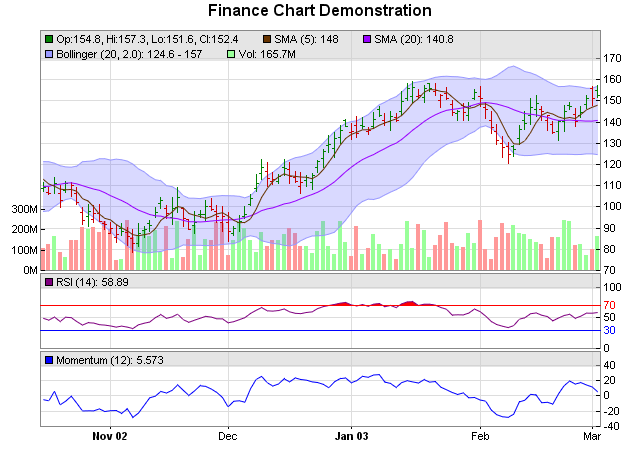 Finance Chart Demonstration
Op:154.8, Hi:157.3, Lo:151.6, Cl:152.4 SMA (5): 148 SMA (20): 140.8
Bollinger (20, 2.0): 124.6 - 157 Vol: 165.7M
170
160
150
140
130
120
110
100
90
80
70
300M
200M
100M
0M
RSI (14): 58.89
100
70
50
30
0
Momentum (12): 5.573
40
20
0
-20
-40
Nov 02 Dec Jan 03 Feb Mar